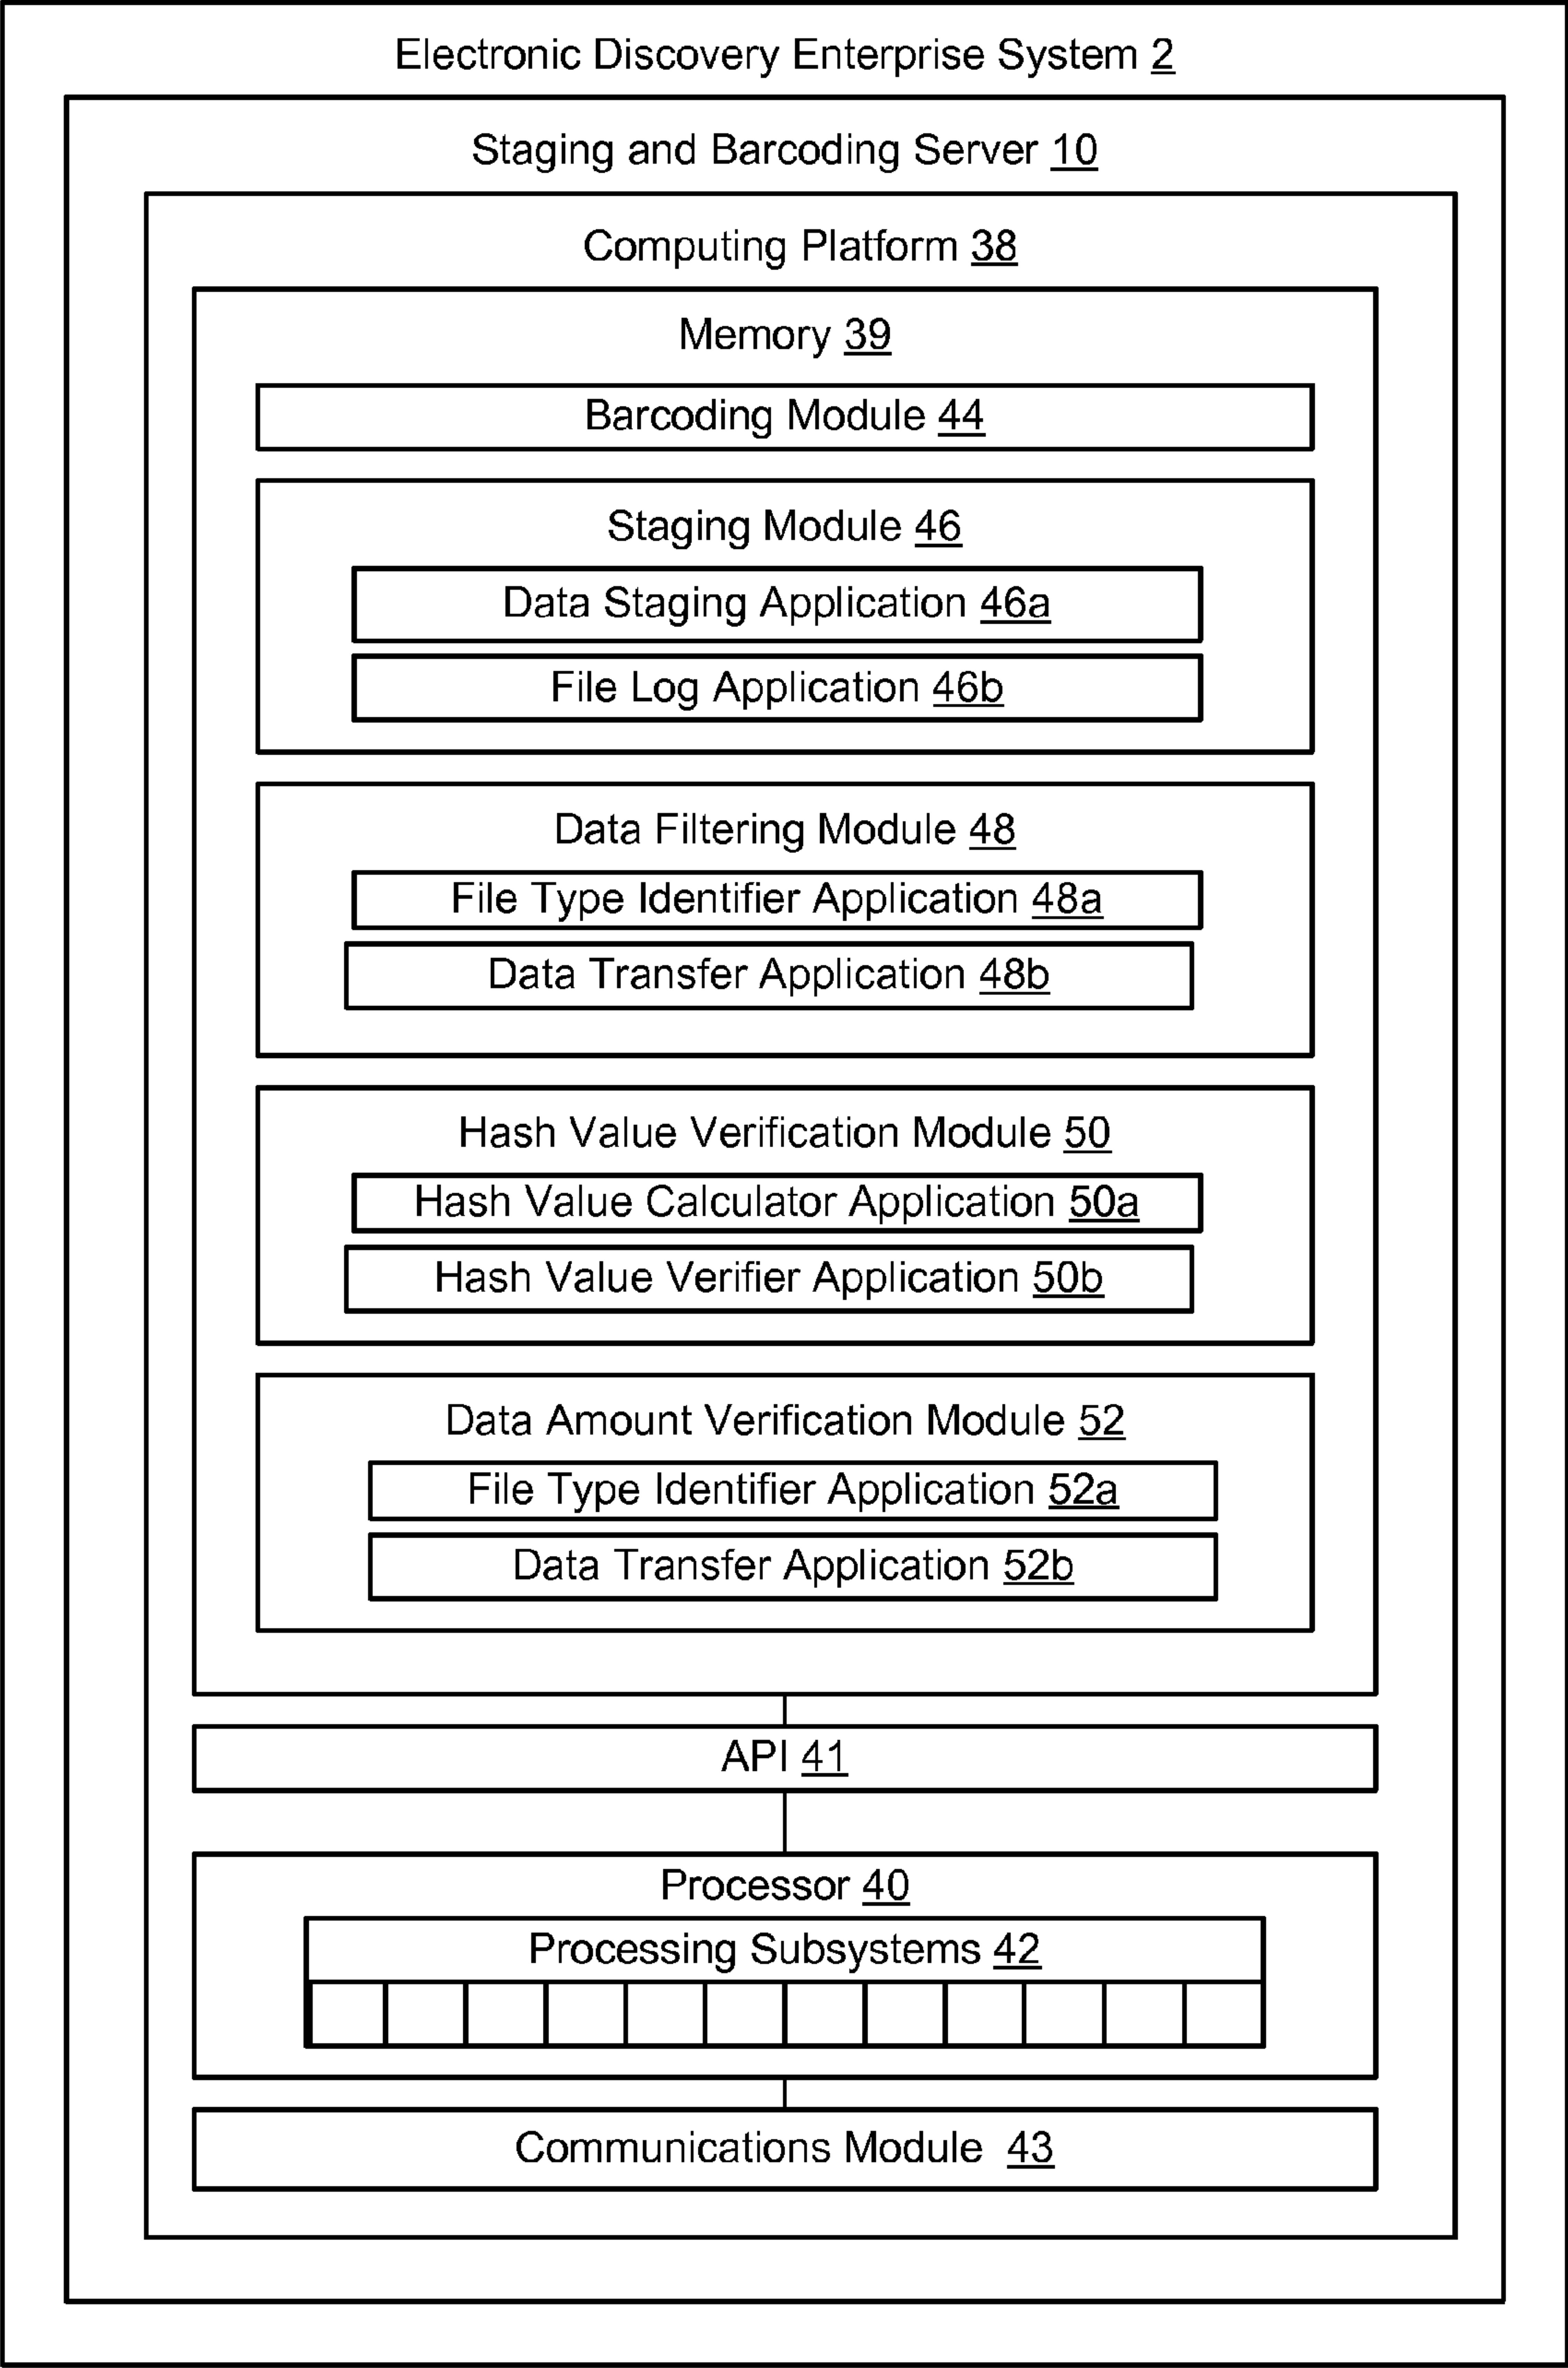 Electronic Discovery Enterprise System 2
Staging and Barcoding Server 10
Computing Platform 38
Memory 39
Barcoding Module 44
Staging Module 46
Data Staging Application 46a
File Log Application 46b
Data Filtering Module 48
File Type Identifier Application 48a
Data Transfer Application 48b
Hash Value Verification Module 50
Hash Value Calculator Application 50a
Hash Value Verifier Application 50b
Data Amount Verification Module 52
File Type Identifier Application 52a
Data Transfer Application 52b
API 41
Processor 40
Processing Subsystems 42
Communications Module 43